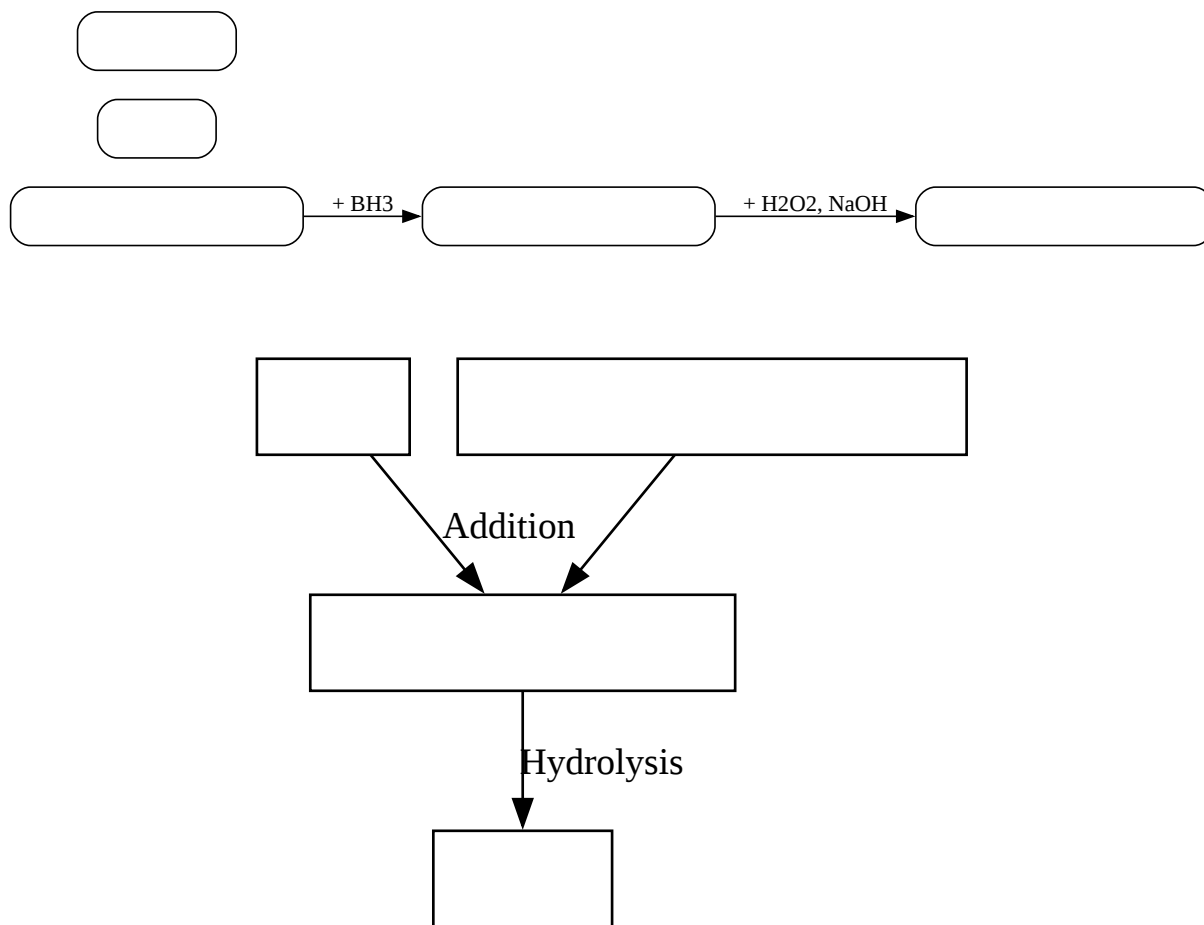 + BH3
+ H2O2, NaOH
Addition
Hydrolysis